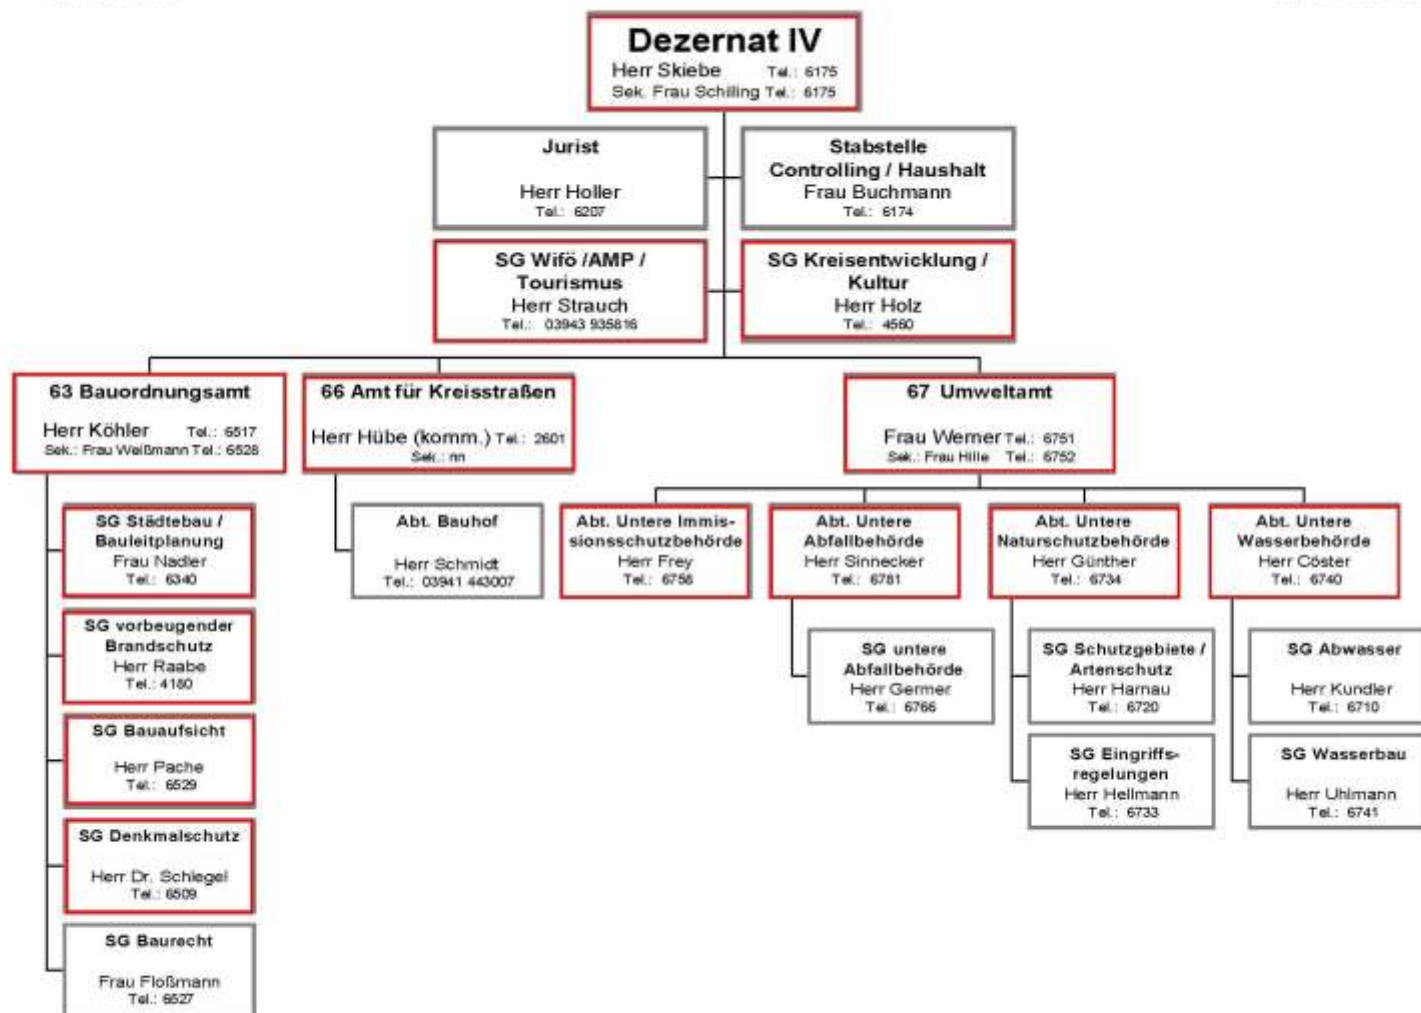 Dezernat IV
Herr Skiebe Tel.: 6175
Sek. Frau Schilling Tel.: 6175
Jurist
Herr Holler
Tel.: 6207
Stabstelle
Controlling / Haushalt
Frau Buchmann
Tel.: 6174
SG Wifö /AMP /
Tourismus
Herr Strauch
Tel.: 03943 935816
SG Kreisentwicklung /
Kultur
Herr Holz
Tel.: 4560
63 Bauordnungsamt
Herr Köhler Tel.: 6517
Sek.: Frau Weißmann Tel.: 6528
66 Amt für Kreisstraßen
Herr Hübe (komm.) Tel.: 2601
Sek.: nn
67 Umweltamt
Frau Werner Tel.: 6751
Sek.: Frau Hille Tel.: 6752
SG Städtebau /
Bauleitplanung
Frau Nadler
Tel.: 6340
SG vorbeugender
Brandschutz
Herr Raabe
Tel.: 4180
SG Bauaufsicht
Herr Pache
Tel.: 6529
SG Denkmalschutz
Herr Dr. Schlegel
Tel.: 6509
SG Baurecht
Frau Floßmann
Tel.: 6527
Abt. Bauhof
Herr Schmidt
Tel.: 03941 443007
Abt. Untere Immis-
sionsschutzbehörde
Herr Frey
Tel.: 6758
Abt. Untere
Abfallbehörde
Herr Sinnecker
Tel.: 6781
SG untere
Abfallbehörde
Herr Germer
Tel.: 6766
Abt. Untere
Naturschutzbehörde
Herr Günther
Tel.: 6734
SG Schutzgebiete /
Artenschutz
Herr Harnau
Tel.: 6720
SG Eingriffs-
regelungen
Herr Hellmann
Tel.: 6733
Abt. Untere
Wasserbehörde
Herr Cöster
Tel.: 6740
SG Abwasser
Herr Kundler
Tel.: 6710
SG Wasserbau
Herr Uhlmann
Tel.: 6741